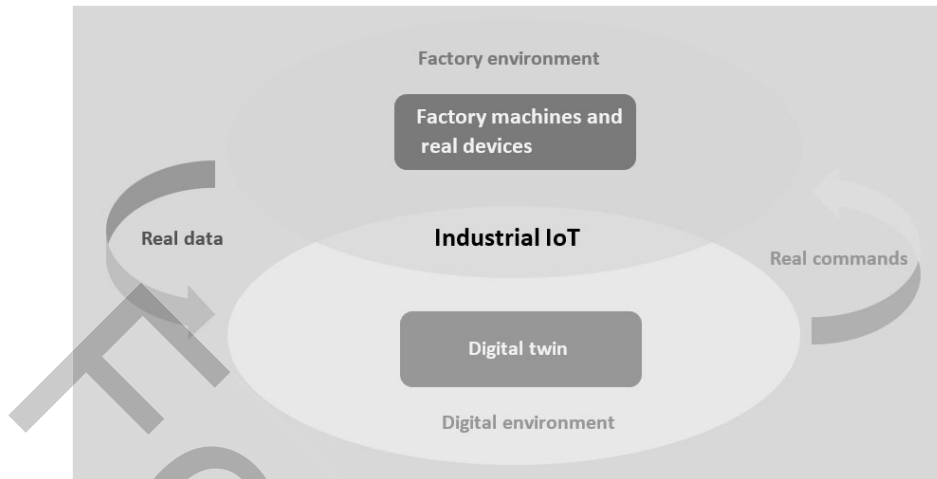 Factory environment
Factory machines and
real devices
Real data
Industrial IoT
Real commands
Digital twin
Digital environment